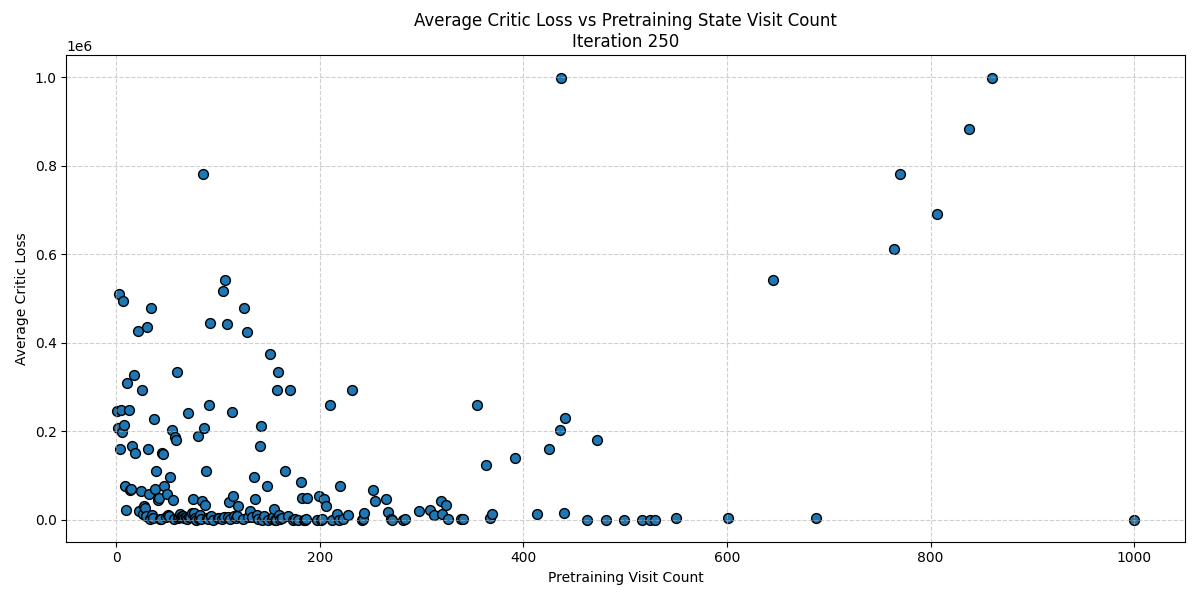 Average Critic Loss vs Pretraining State Visit Count
Iteration 250
1e6
1.0
0.8
0.6
0.4
0.2
0.0
Average Critic Loss
0 200 400 600 800 1000
Pretraining Visit Count